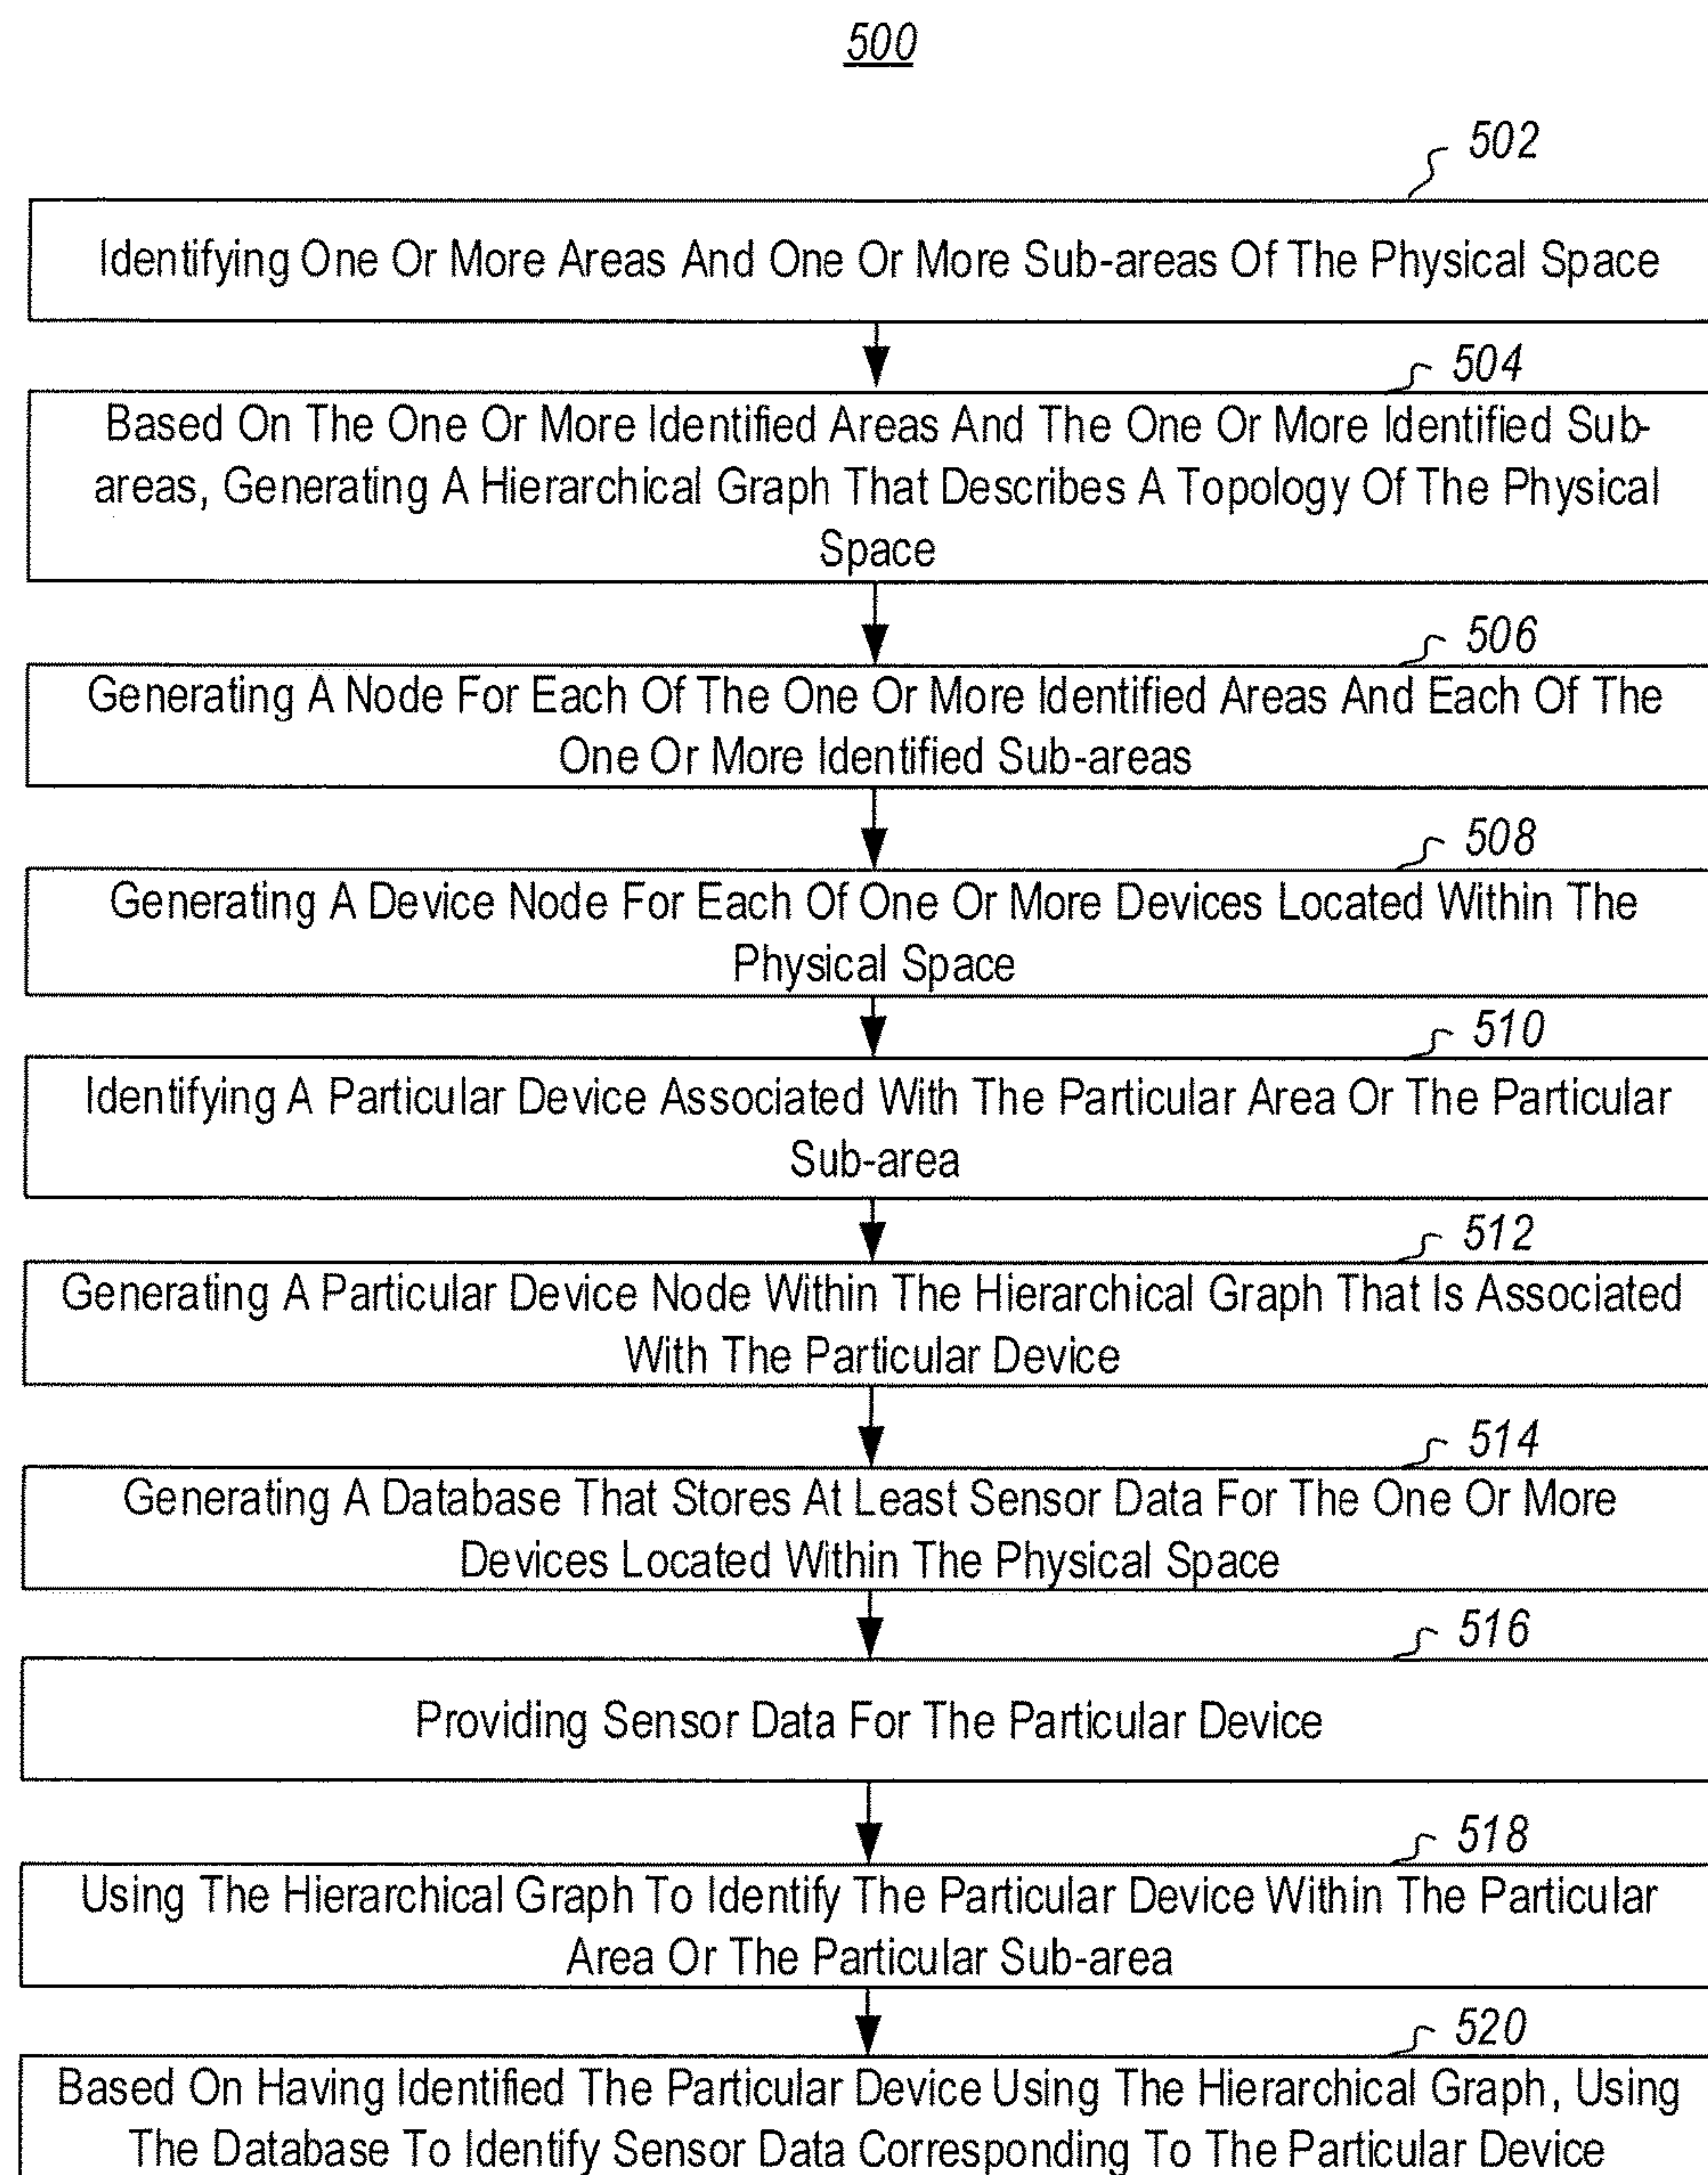 500
502
Identifying One Or More Areas And One Or More Sub-areas Of The Physical Space
504
Based On The One Or More Identified Areas And The One Or More Identified Sub-
areas, Generating A Hierarchical Graph That Describes A Topology Of The Physical
Space
506
Generating A Node For Each Of The One Or More Identified Areas And Each Of The
One Or More Identified Sub-areas
508
Generating A Device Node For Each Of One Or More Devices Located Within The
Physical Space
510
Identifying A Particular Device Associated With The Particular Area Or The Particular
Sub-area
512
Generating A Particular Device Node Within The Hierarchical Graph That Is Associated
With The Particular Device
514
Generating A Database That Stores At Least Sensor Data For The One Or More
Devices Located Within The Physical Space
516
Providing Sensor Data For The Particular Device
518
Using The Hierarchical Graph To Identify The Particular Device Within The Particular
Area Or The Particular Sub-area
520
Based On Having Identified The Particular Device Using The Hierarchical Graph, Using
The Database To Identify Sensor Data Corresponding To The Particular Device